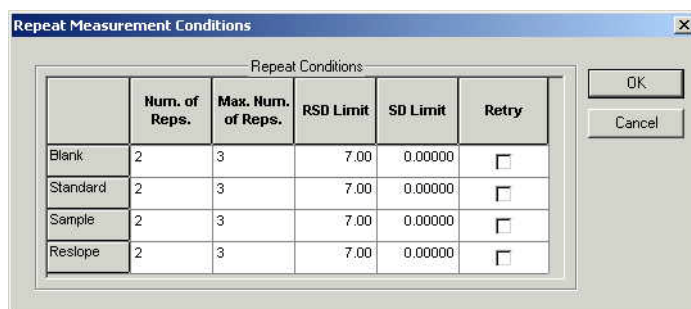 Repeat Measurement Conditions
Repeat Conditions
Num. of Reps. Max. Num. of Reps. RSD Limit SD Limit Retry
Blank 2 3 7.00 0.00000
Standard 2 3 7.00 0.00000
Sample 2 3 7.00 0.00000
Reslope 2 3 7.00 0.00000
OK
Cancel